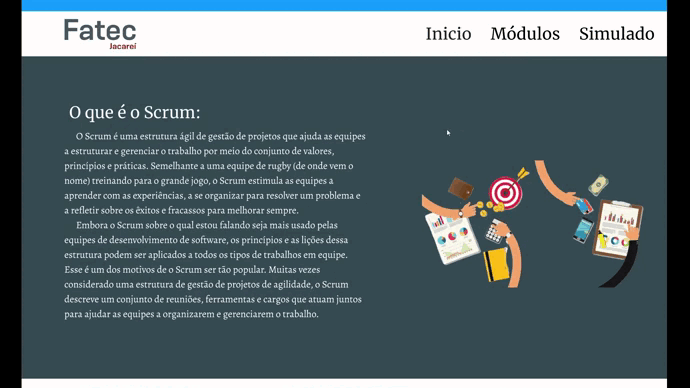 Fatec
Jacareí
Inicio Módulos Simulado
O que é o Scrum:
O Scrum é uma estrutura ágil de gestão de projetos que ajuda as equipes
a estruturar e gerenciar o trabalho por meio do conjunto de valores,
princípios e práticas. Semelhante a uma equipe de rugby (de onde vem o
nome) treinando para o grande jogo, o Scrum estimula as equipes a
aprender com as experiências, a se organizar para resolver um problema e
a refletir sobre os êxitos e fracassos para melhorar sempre.
Embora o Scrum sobre o qual estou falando seja mais usado pelas
equipes de desenvolvimento de software, os princípios e as lições dessa
estrutura podem ser aplicados a todos os tipos de trabalho em equipe.
Esse é um dos motivos de o Scrum ser tão popular. Muitas vezes
considerado uma estrutura de gestão de projetos de agilidade, o Scrum
descreve um conjunto de reuniões, ferramentas e cargos que atuam juntos
para ajudar as equipes a organizarem e gerenciarem o trabalho.